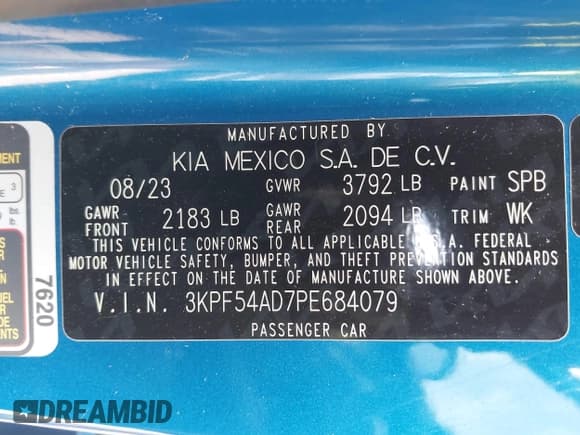 MANUFACTURED BY
KIA MEXICO S.A. DE C.V.
08/23 GVWR 3792 LB PAINT SPB
GAWR FRONT 2183 LB GAWR REAR 2094 LB TRIM WK
THIS VEHICLE CONFORMS TO ALL APPLICABLE U.S.A. FEDERAL
MOTOR VEHICLE SAFETY, BUMPER, AND THEFT PREVENTION STANDARDS
IN EFFECT ON THE DATE OF MANUFACTURE SHOWN ABOVE.
V.I.N. 3KPF54AD7PE684079
PASSENGER CAR
7620
DREAMBID